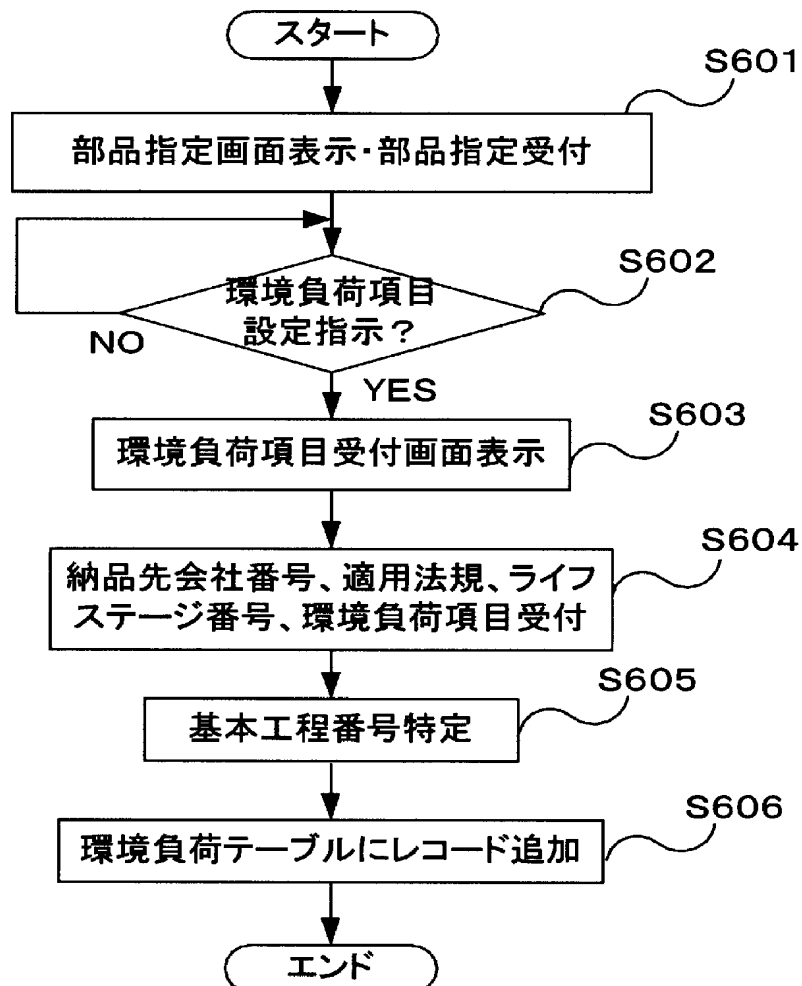 スタート
S601
部品指定画面表示・部品指定受付
S602
環境負荷項目
設定指示?
NO
YES
S603
環境負荷項目受付画面表示
S604
納品先会社番号、適用法規、ライフ
ステージ番号、環境負荷項目受付
S605
基本工程番号特定
S606
環境負荷テーブルにレコード追加
エンド